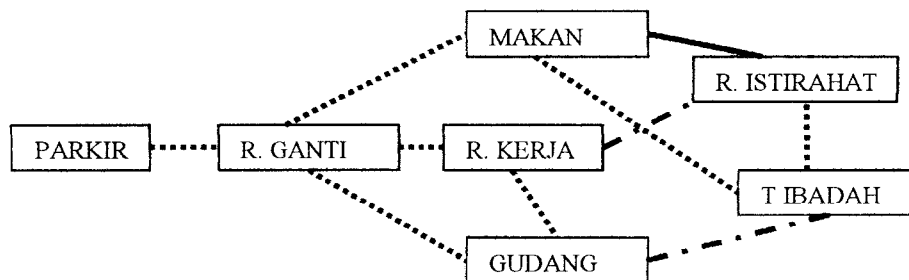 MAKAN
R. ISTIRAHAT
PARKIR
R. GANTI
R. KERJA
T IBADAH
GUDANG